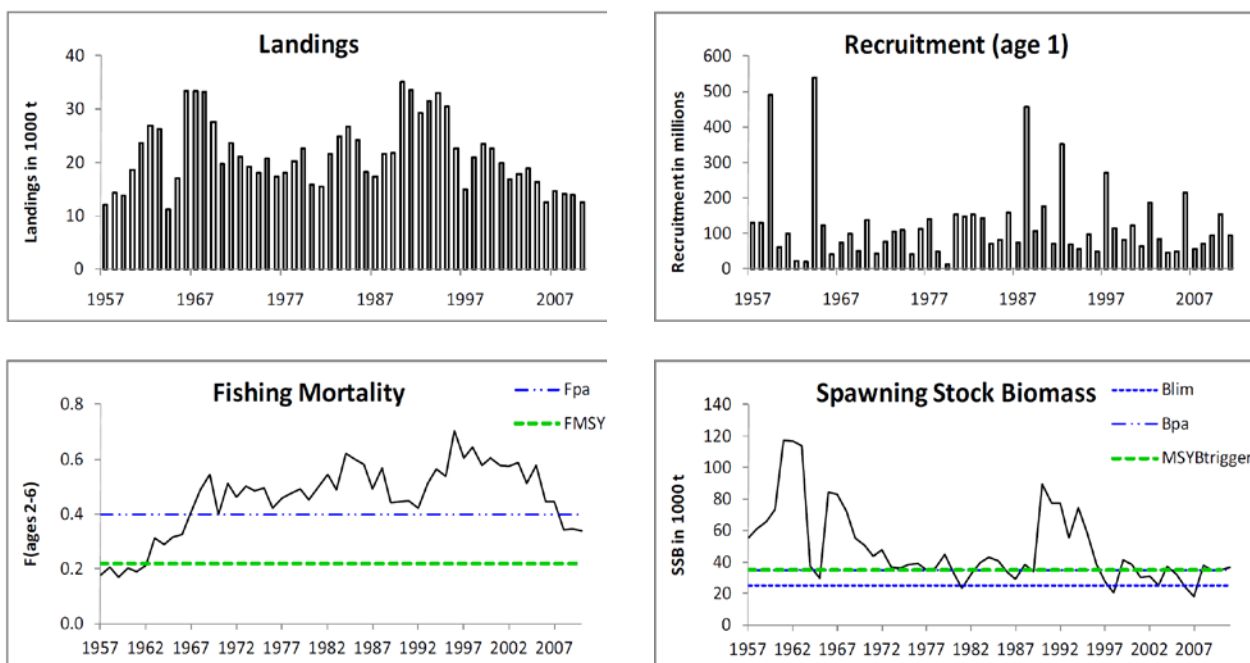 Landings
Landings in 1000 t
40
30
20
10
0
1957 1967 1977 1987 1997 2007
Recruitment (age 1)
Recruitment in millions
600
500
400
300
200
100
0
1957 1967 1977 1987 1997 2007
Fishing Mortality
Fpa
FMSY
F(ages 2-6)
0.8
0.6
0.4
0.2
0.0
1957 1962 1967 1972 1977 1982 1987 1992 1997 2002 2007
Spawning Stock Biomass
Blim
Bpa
MSYBtrigger
SSB in 1000 t
140
120
100
80
60
40
20
0
1957 1962 1967 1972 1977 1982 1987 1992 1997 2002 2007